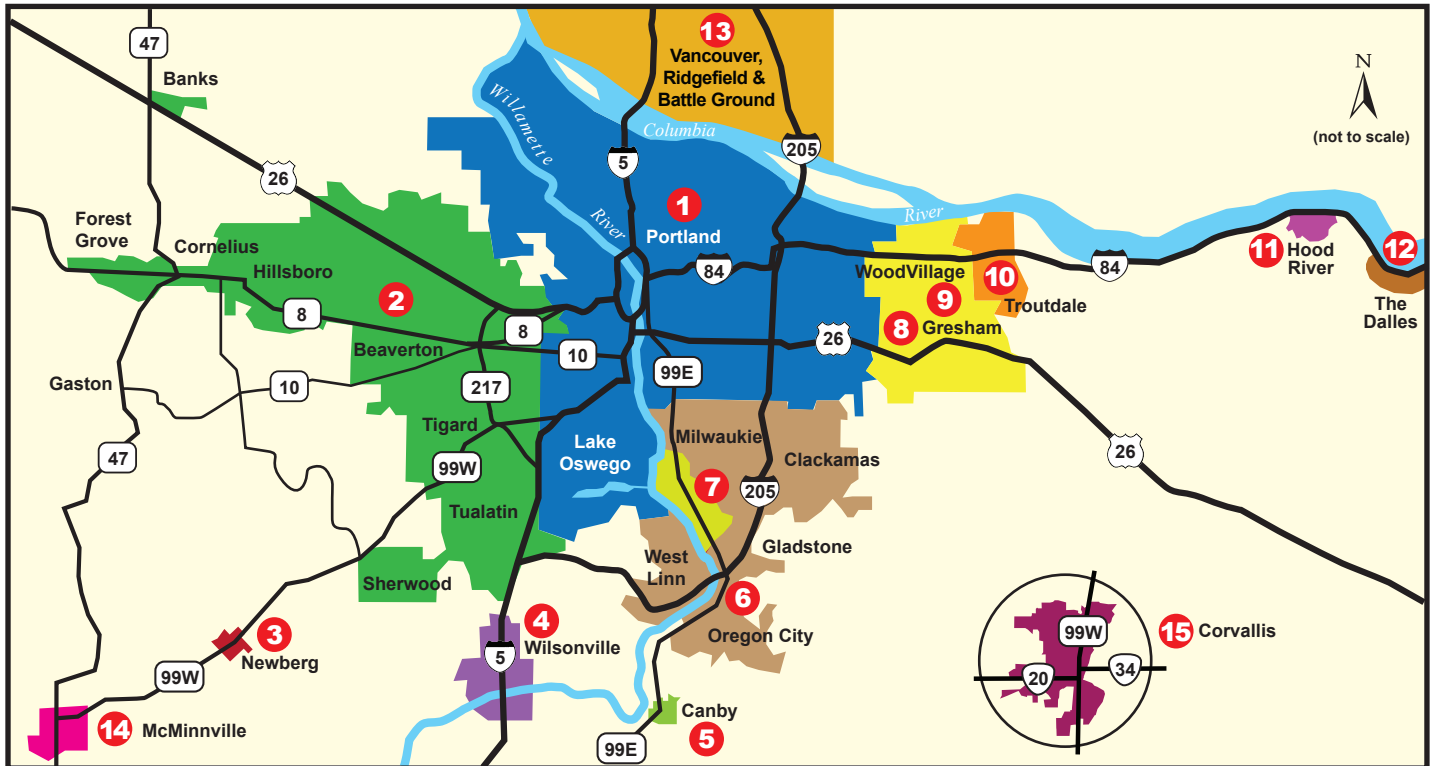 47
13
Vancouver,
Ridgefield &
Battle Ground
N
(not to scale)
Banks
Willamette
River
Columbia
River
5
205
26
1
Portland
84
Forest
Grove
Cornelius
Hillsboro
2
8
8
Beaverton
10
10
217
Gaston
47
Tigard
99W
Tualatin
Sherwood
Lake
Oswego
99E
26
WoodVillage
9
8
Gresham
10
Troutdale
84
11
Hood
River
12
The
Dalles
26
Milwaukie
Clackamas
7
205
Gladstone
West
Linn
6
Oregon City
4
Wilsonville
5
3
Newberg
99W
14
McMinnville
Canby
5
99E
99W
20
34
15
Corvallis